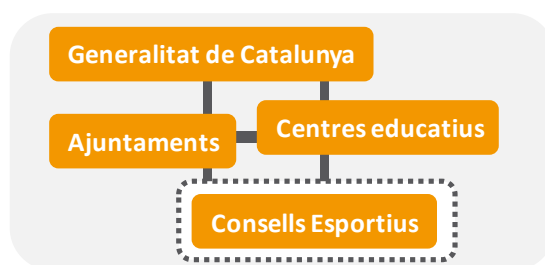 Generalitat de Catalunya
Ajuntaments
Centres educatius
Consells Esportius